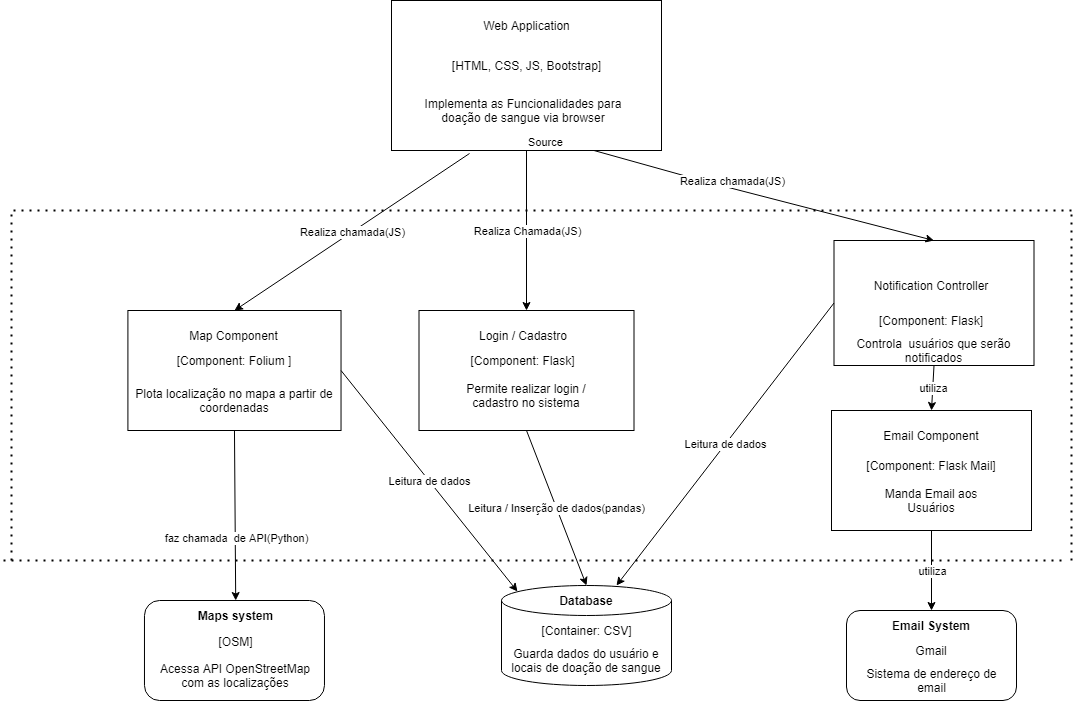 Web Application
[HTML, CSS, JS, Bootstrap]
Implementa as Funcionalidades para
doação de sangue via browser
Source
Realiza chamada(JS)
Realiza chamada(JS)
Realiza Chamada(JS)
Map Component
[Component: Folium ]
Plota localização no mapa a partir de
coordenadas
Login / Cadastro
[Component: Flask]
Permite realizar login /
cadastro no sistema
Notification Controller
[Component: Flask]
Controla  usuários que serão
notificados
utiliza
Email Component
[Component: Flask Mail]
Manda Email aos
Usuários
Leitura de dados
Leitura de dados
Leitura / Inserção de dados(pandas)
faz chamada  de API(Python)
utiliza
Maps system
[OSM]
Acessa API OpenStreetMap
com as localizações
Database
[Container: CSV]
Guarda dados do usuário e
locais de doação de sangue
Email System
Gmail
Sistema de endereço de
email